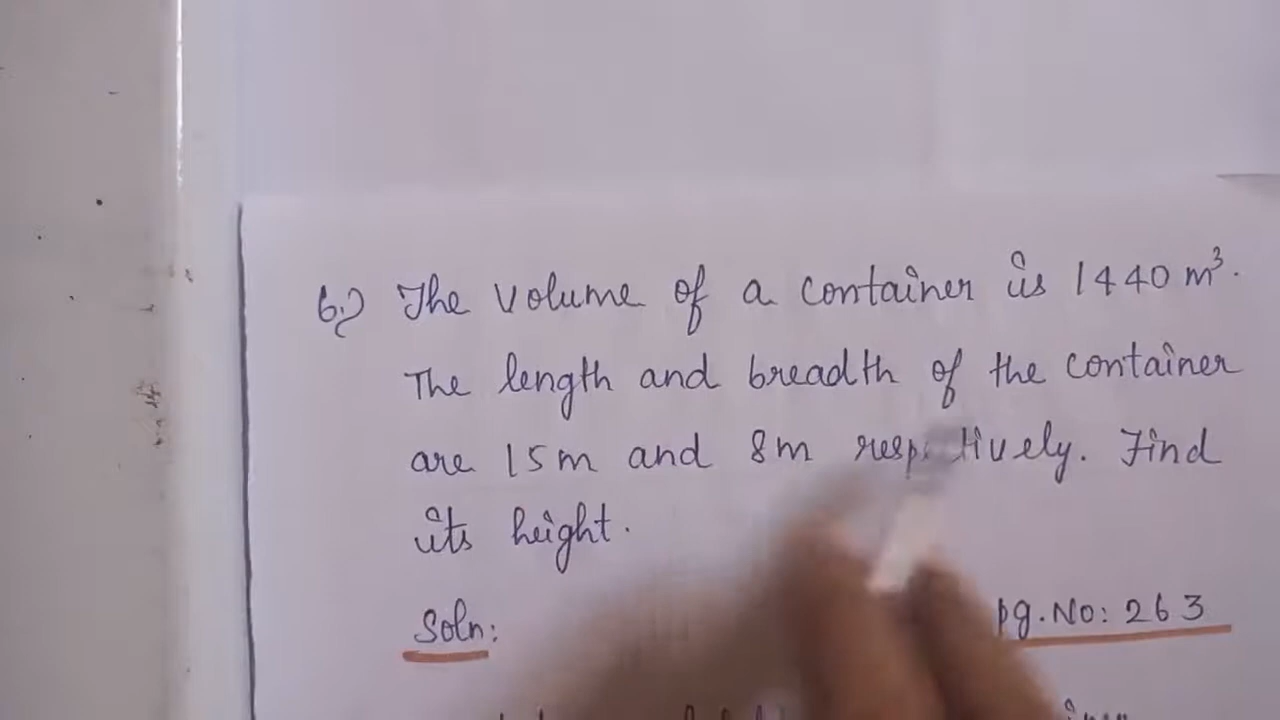 6.) The volume of a container is 1440 m³.
The length and breadth of the container
are 15m and 8m respectively. Find
its height.
Soln:
pg.No: 263